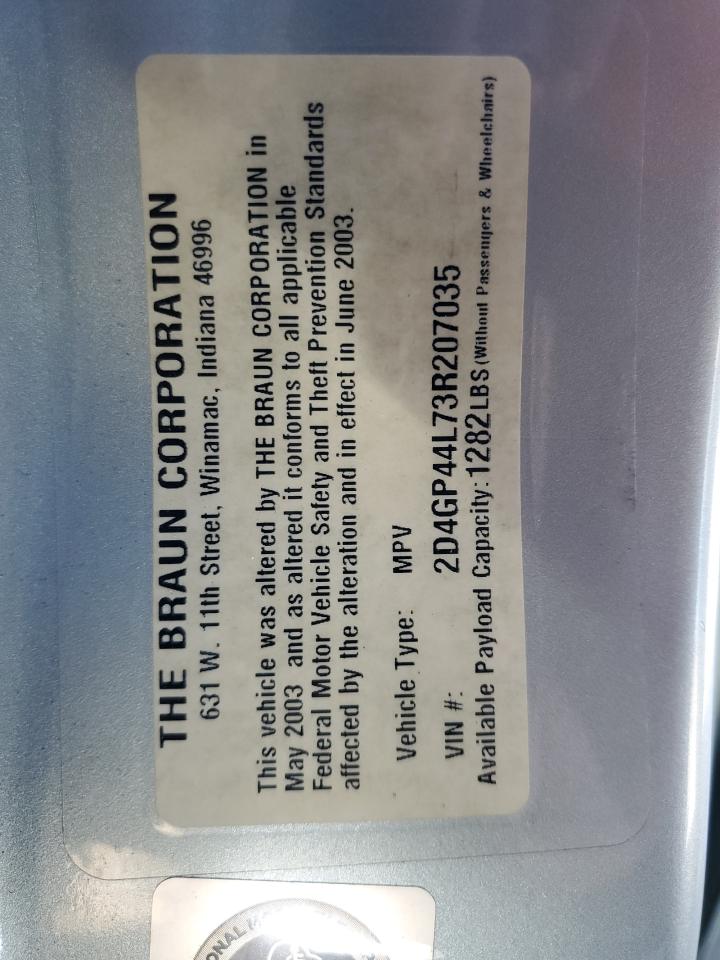 THE BRAUN CORPORATION
631 W. 11th Street, Winamac, Indiana 46996
This vehicle was altered by THE BRAUN CORPORATION in
May 2003 and as altered it conforms to all applicable
Federal Motor Vehicle Safety and Theft Prevention Standards
affected by the alteration and in effect in June 2003.
Vehicle Type: MPV
VIN #: 2D4GP44L73R207035
Available Payload Capacity: 1282LBS (Without Passengers & Wheelchairs)